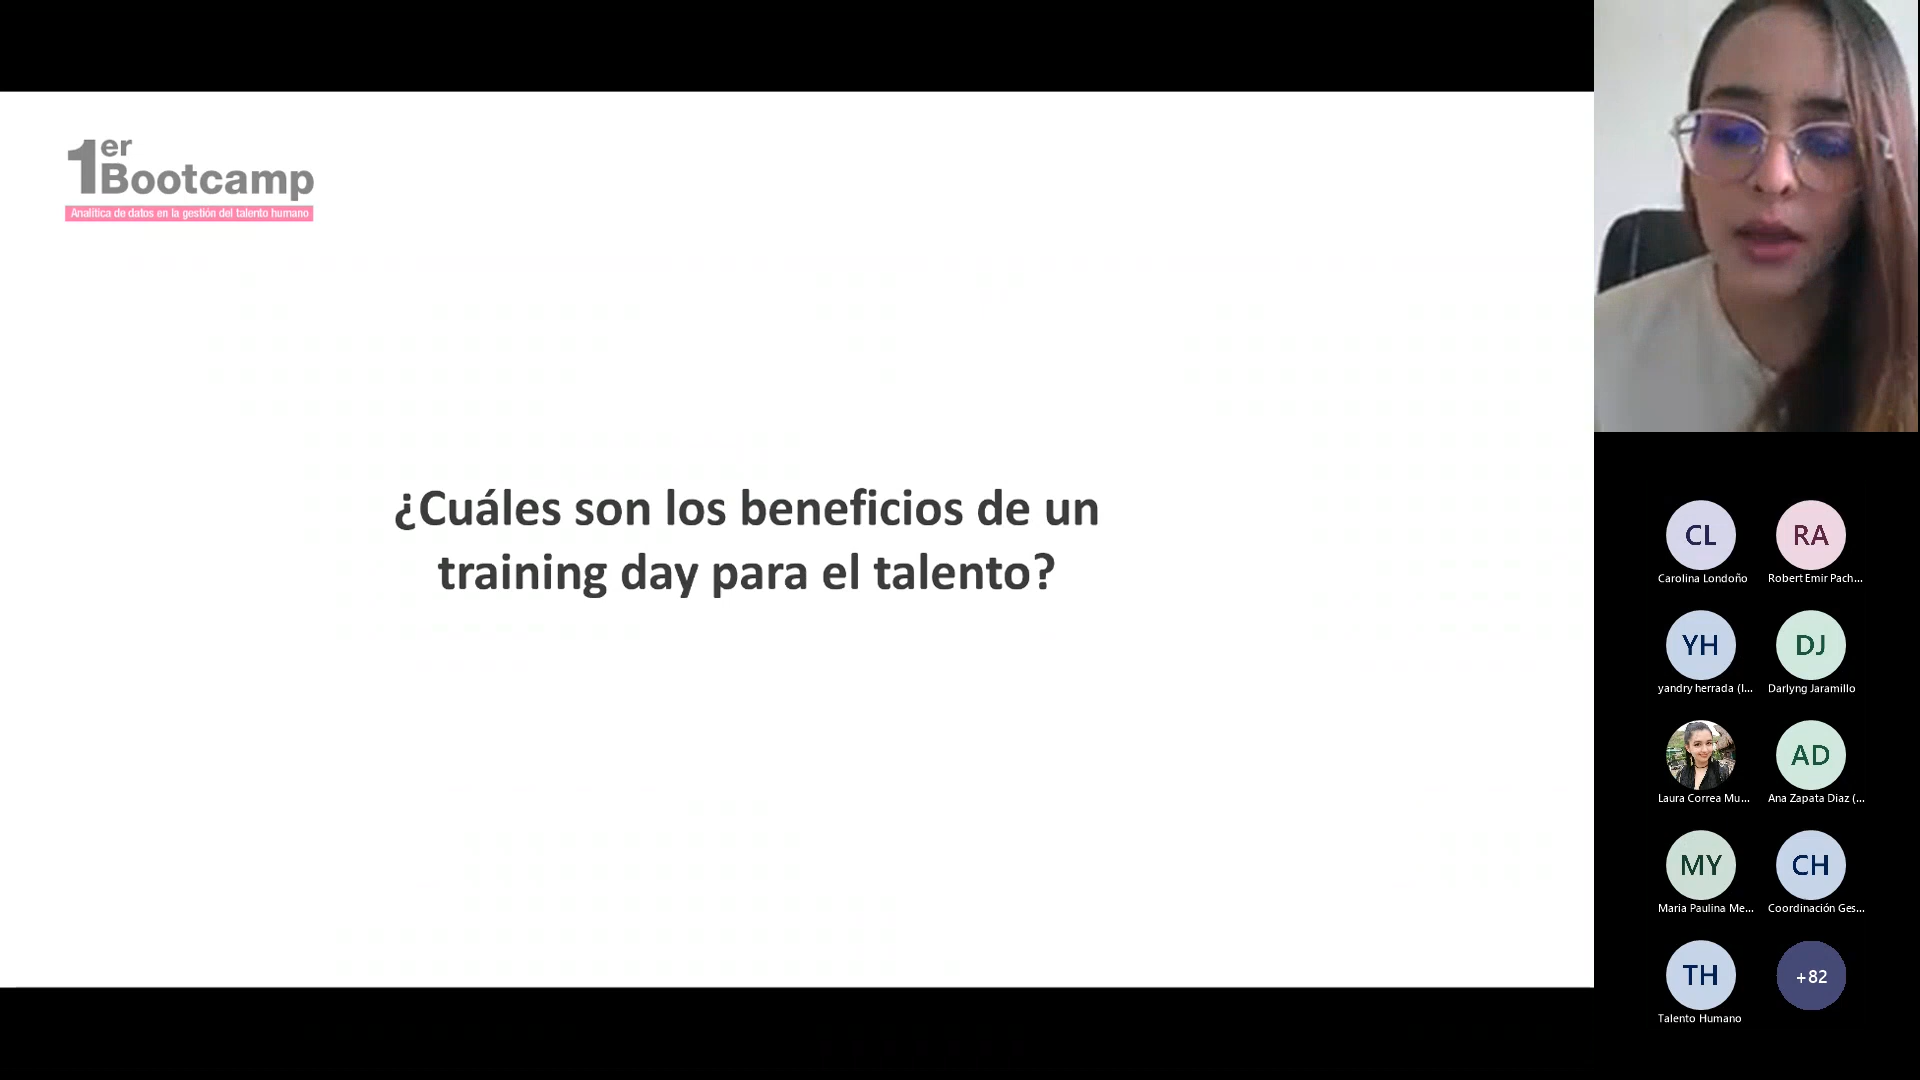 1er
Bootcamp
Analítica de datos en la gestión del talento humano
¿Cuáles son los beneficios de un
training day para el talento?
CL
RA
Carolina Londoño
Robert Emir Pach...
YH
DJ
yandry herrada (I...
Darlyng Jaramillo
AD
Laura Correa Mu...
Ana Zapata Diaz (...
MY
CH
Maria Paulina Me...
Coordinación Ges...
TH
+82
Talento Humano